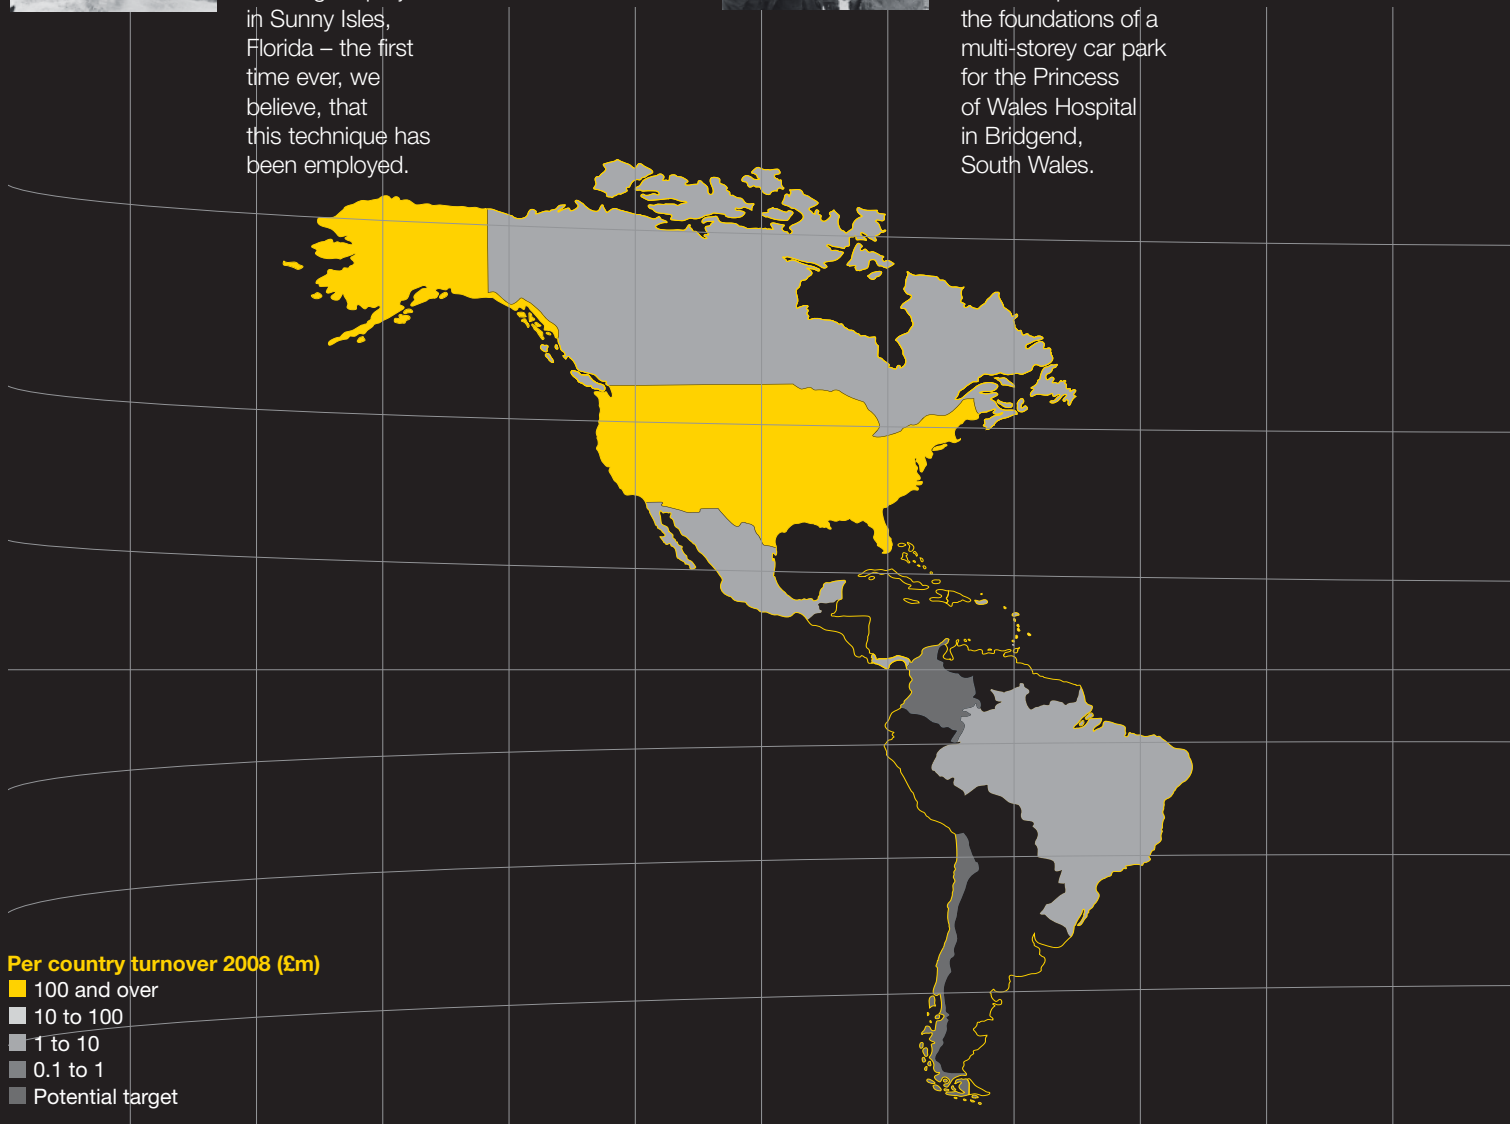 in Sunny Isles,
Florida – the first
time ever, we
believe, that
this technique has
been employed.
the foundations of a
multi-storey car park
for the Princess
of Wales Hospital
in Bridgend,
South Wales.
Per country turnover 2008 (£m)
100 and over
10 to 100
1 to 10
0.1 to 1
Potential target